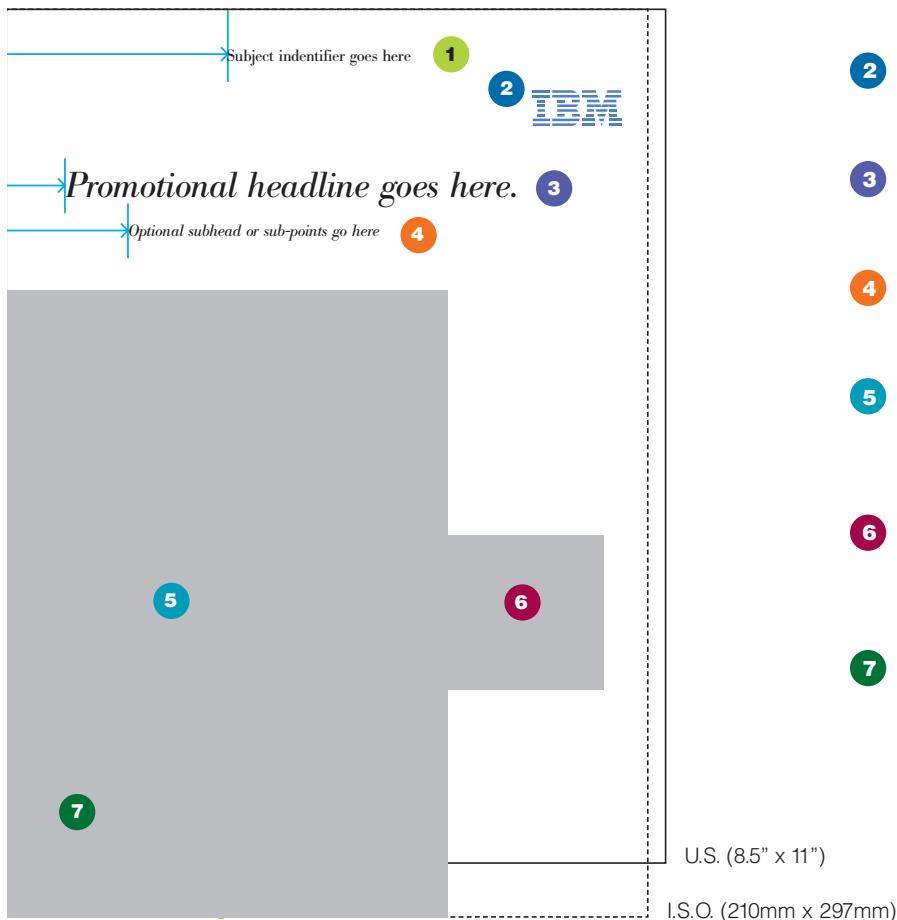 Subject indentifier goes here 1
2 IBM
Promotional headline goes here. 3
Optional subhead or sub-points go here 4
5
6
7
2
3
4
5
6
7
U.S. (8.5” x 11”)
I.S.O. (210mm x 297mm)